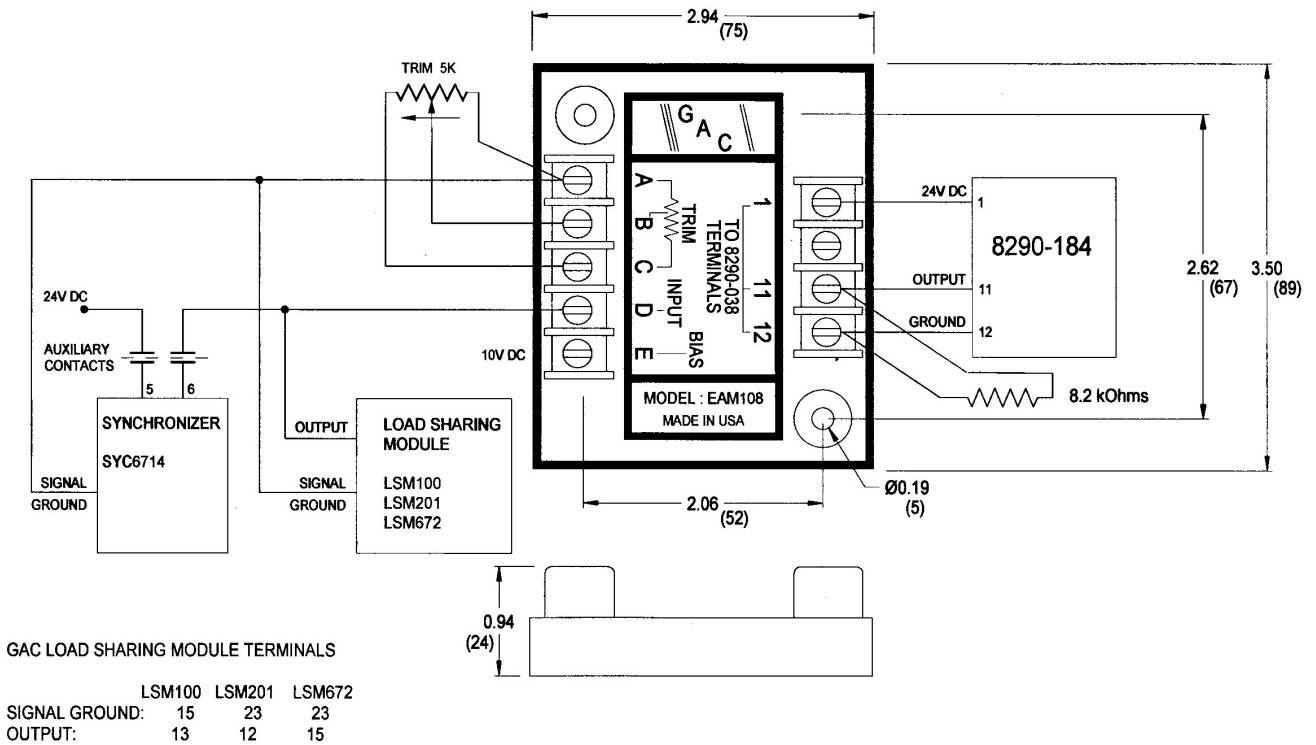 2.94
(75)
TRIM 5K
G
A
C
A
B
C
D
E
TRIM
INPUT
BIAS
1
11
12
TO 8290-038
TERMINALS
MODEL : EAM108
MADE IN USA
24V DC
1
8290-184
OUTPUT
11
GROUND
12
8.2 kOhms
2.62
(67)
3.50
(89)
24V DC
AUXILIARY
CONTACTS
5
6
10V DC
SYNCHRONIZER
SYC6714
SIGNAL
GROUND
OUTPUT
LOAD SHARING
MODULE
SIGNAL
GROUND
LSM100
LSM201
LSM672
2.06
(52)
Ø0.19
(5)
0.94
(24)
GAC LOAD SHARING MODULE TERMINALS
LSM100 LSM201 LSM672
SIGNAL GROUND: 15 23 23
OUTPUT: 13 12 15